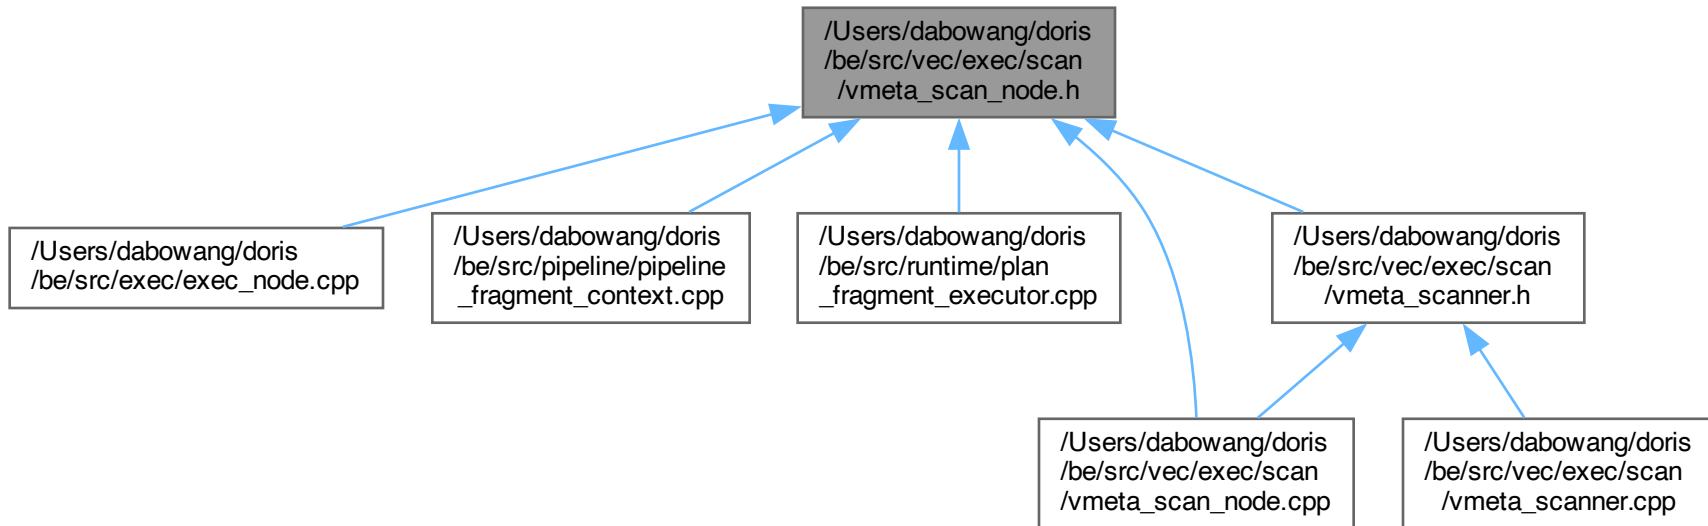 /Users/dabowang/doris
/be/src/vec/exec/scan
/vmeta_scan_node.h
/Users/dabowang/doris
/be/src/exec/exec_node.cpp
/Users/dabowang/doris
/be/src/pipeline/pipeline
_fragment_context.cpp
/Users/dabowang/doris
/be/src/runtime/plan
_fragment_executor.cpp
/Users/dabowang/doris
/be/src/vec/exec/scan
/vmeta_scanner.h
/Users/dabowang/doris
/be/src/vec/exec/scan
/vmeta_scan_node.cpp
/Users/dabowang/doris
/be/src/vec/exec/scan
/vmeta_scanner.cpp